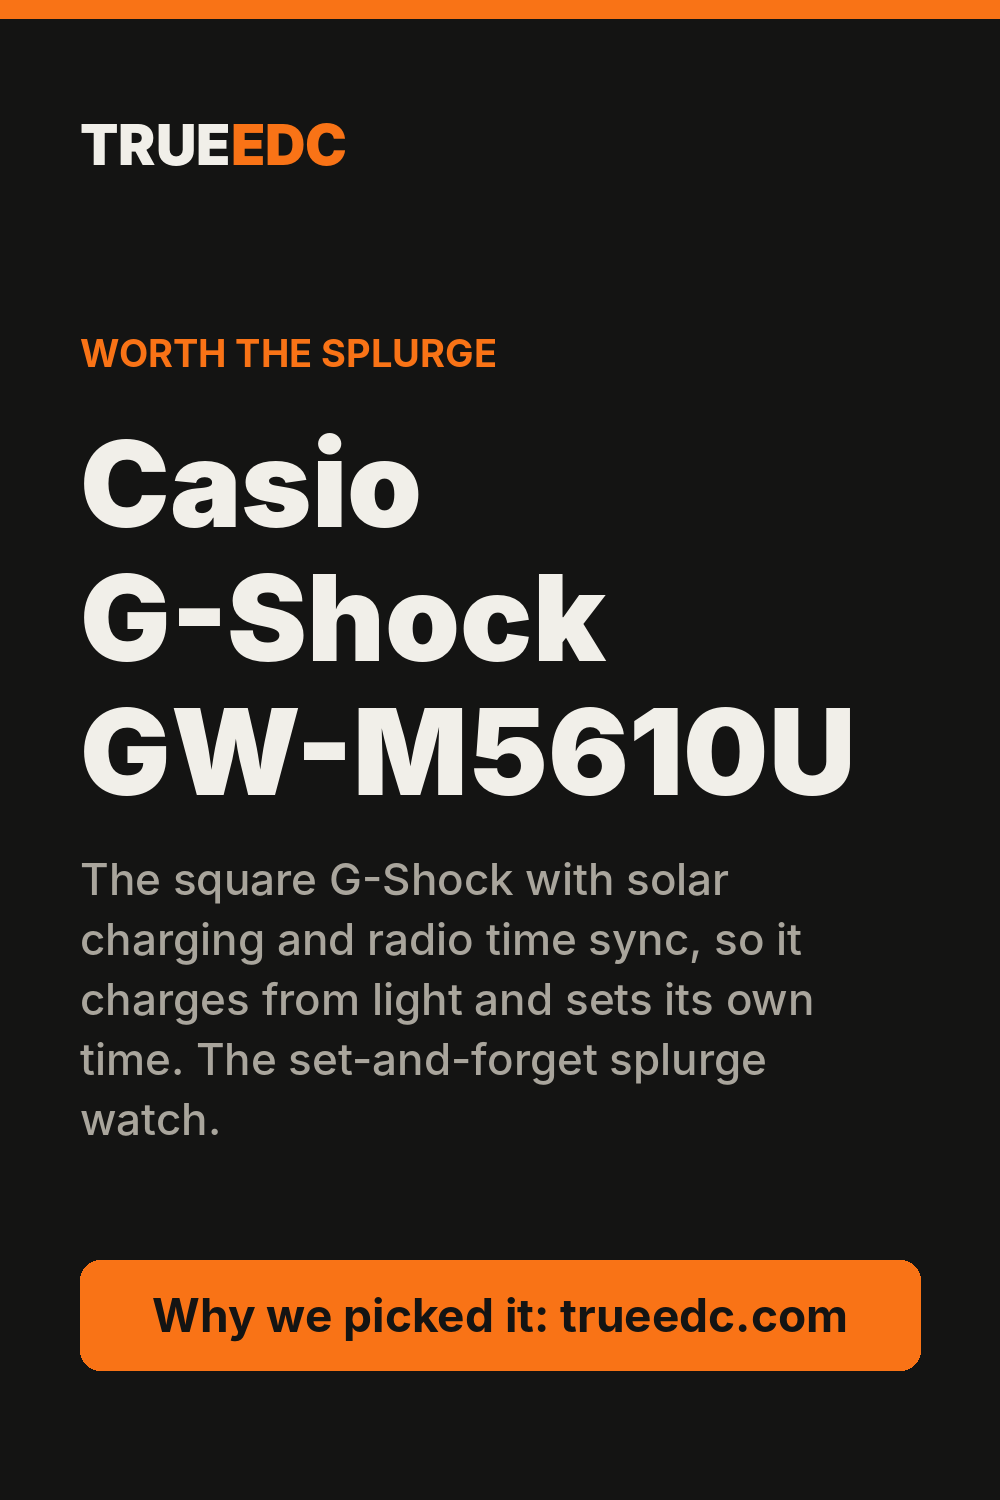 TRUEEDC
WORTH THE SPLURGE
Casio
G-Shock
GW-M5610U
The square G-Shock with solar
charging and radio time sync, so it
charges from light and sets its own
time. The set-and-forget splurge
watch.
Why we picked it: trueedc.com